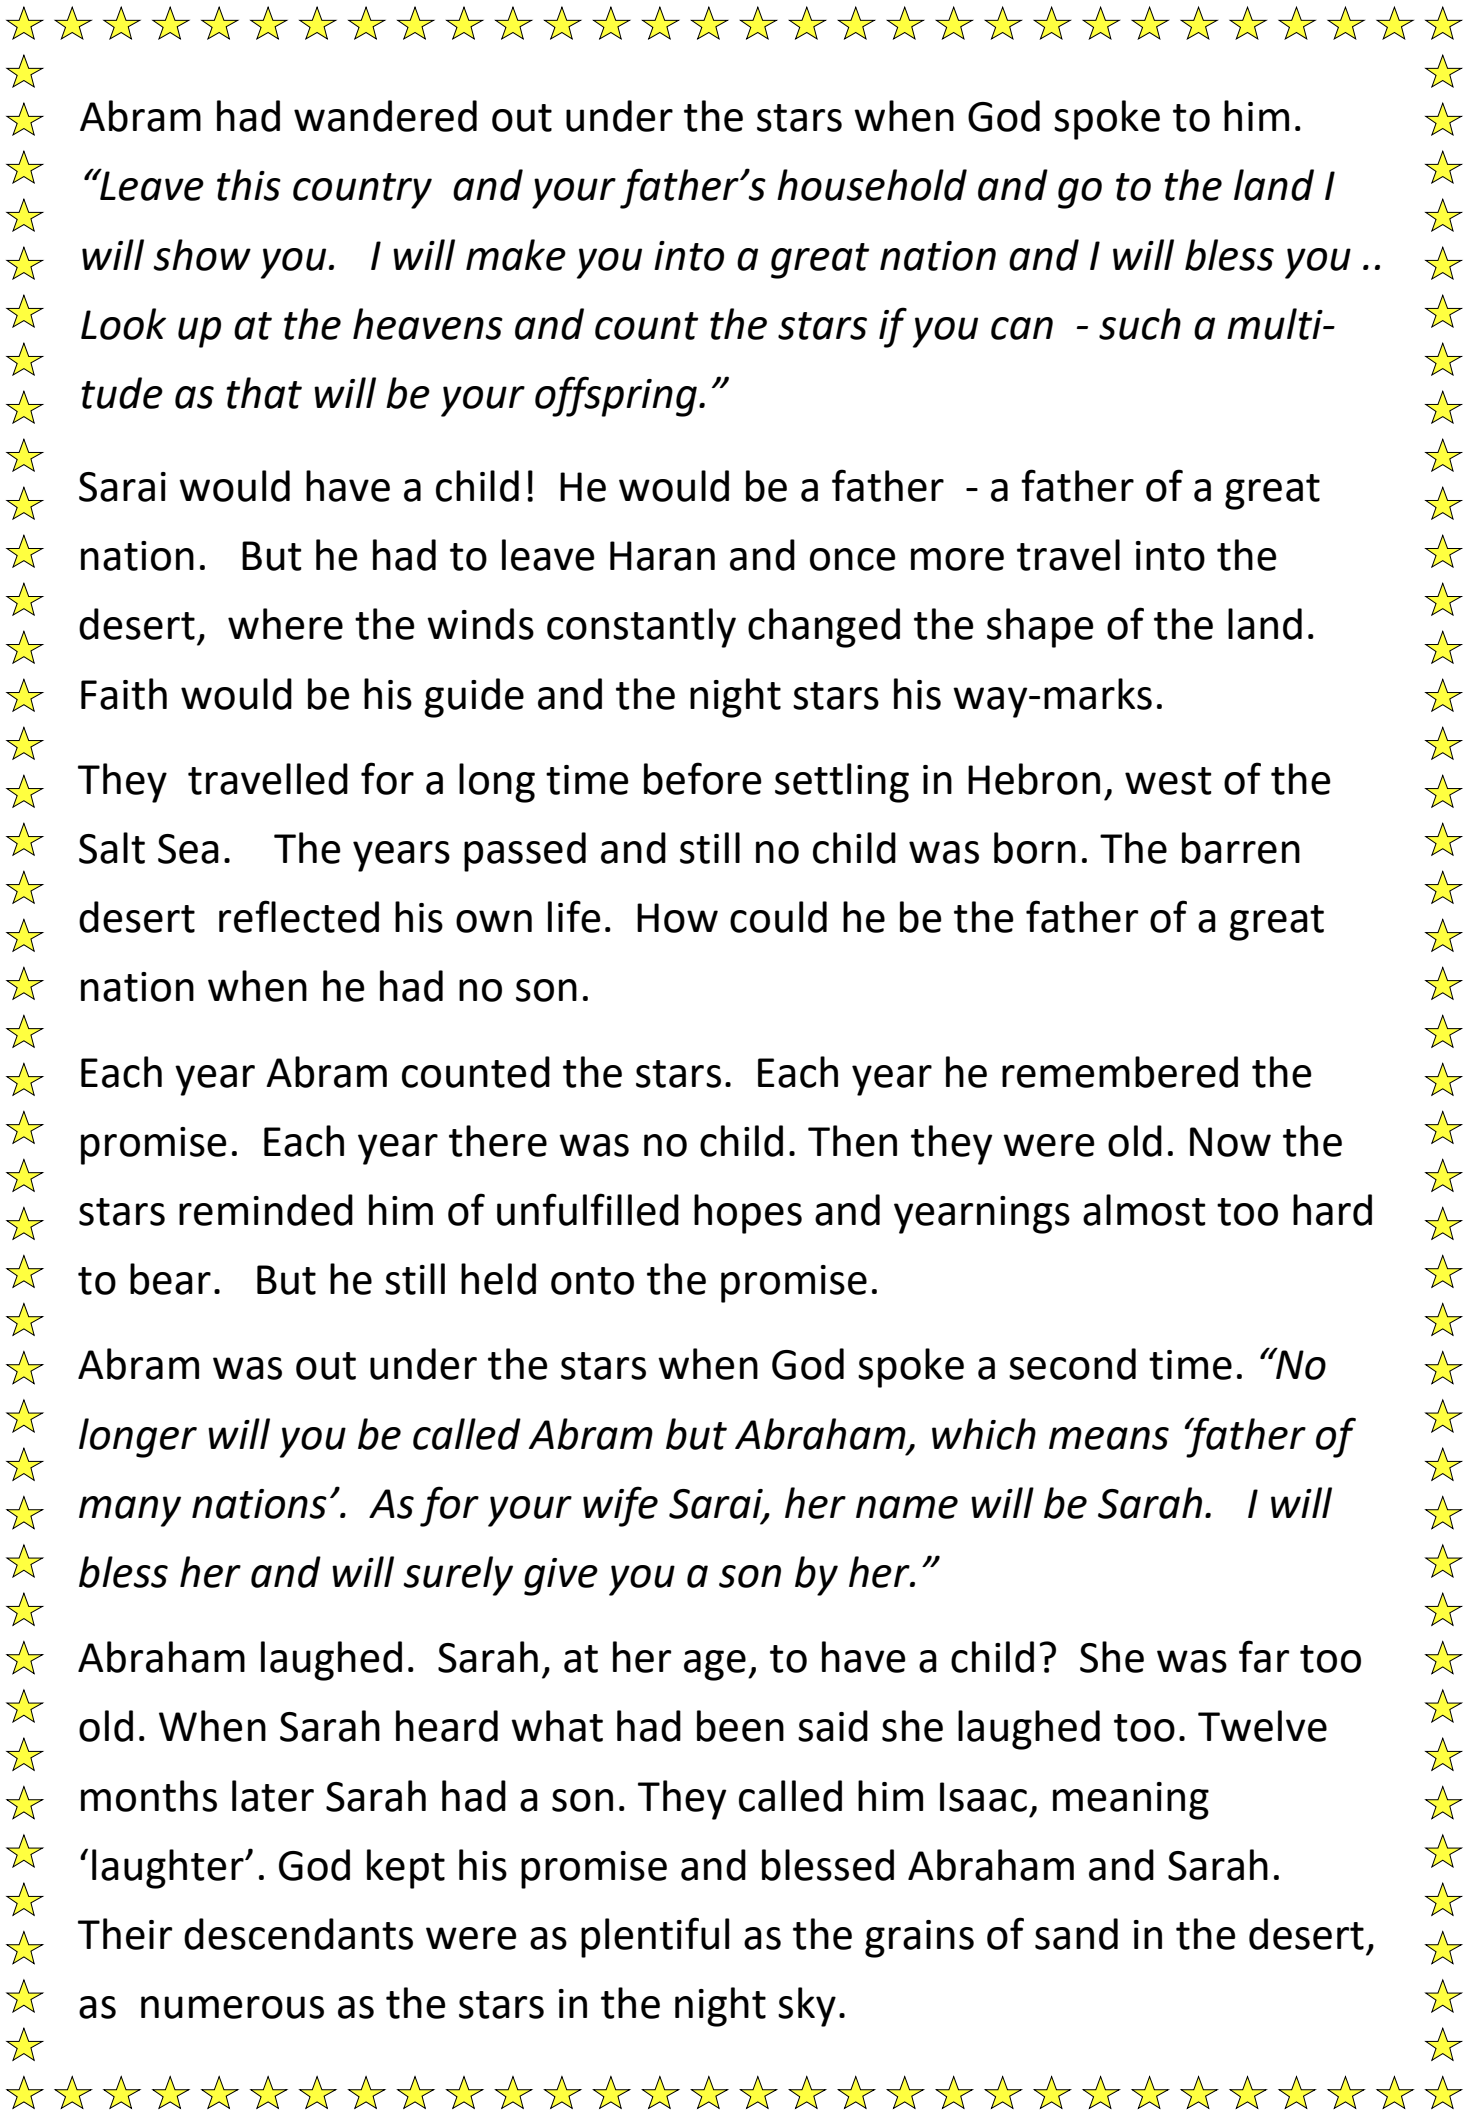 Abram had wandered out under the stars when God spoke to him.
“Leave this country  and your father’s household and go to the land I
will show you.   I will make you into a great nation and I will bless you ..
Look up at the heavens and count the stars if you can  - such a multi-
tude as that will be your offspring.”
Sarai would have a child!  He would be a father  - a father of a great
nation.   But he had to leave Haran and once more travel into the
desert,  where the winds constantly changed the shape of the land.
Faith would be his guide and the night stars his way-marks.
They  travelled for a long time before settling in Hebron, west of the
Salt Sea.    The years passed and still no child was born. The barren
desert  reflected his own life.  How could he be the father of a great
nation when he had no son.
Each year Abram counted the stars.  Each year he remembered the
promise.  Each year there was no child. Then they were old. Now the
stars reminded him of unfulfilled hopes and yearnings almost too hard
to bear.   But he still held onto the promise.
Abram was out under the stars when God spoke a second time. “No
longer will you be called Abram but Abraham, which means ‘father of
many nations’.  As for your wife Sarai, her name will be Sarah.   I will
bless her and will surely give you a son by her.”
Abraham laughed.  Sarah, at her age, to have a child?  She was far too
old. When Sarah heard what had been said she laughed too. Twelve
months later Sarah had a son. They called him Isaac, meaning
‘laughter’. God kept his promise and blessed Abraham and Sarah.
Their descendants were as plentiful as the grains of sand in the desert,
as  numerous as the stars in the night sky.